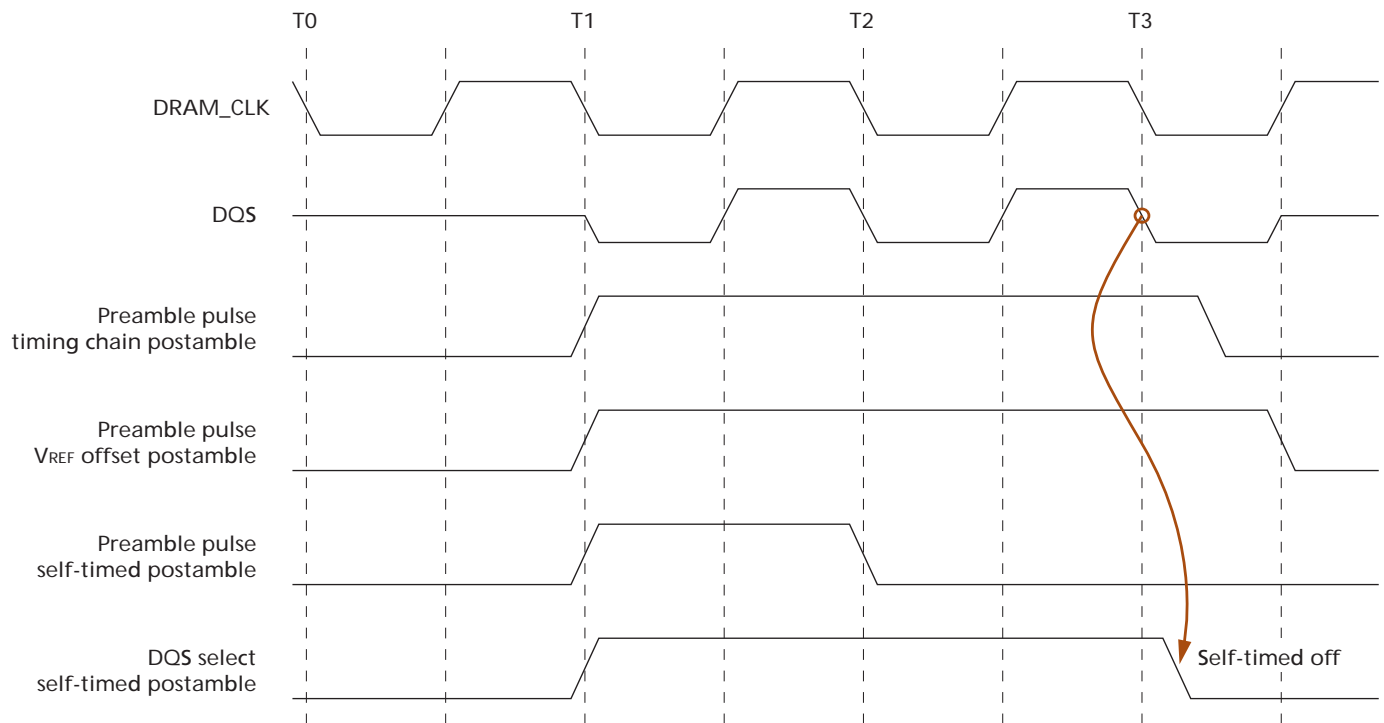 T0 T1 T2 T3
DRAM_CLK
DQS
Preamble pulse
timing chain postamble
Preamble pulse
VREF offset postamble
Preamble pulse
self-timed postamble
DQS select
self-timed postamble
Self-timed off